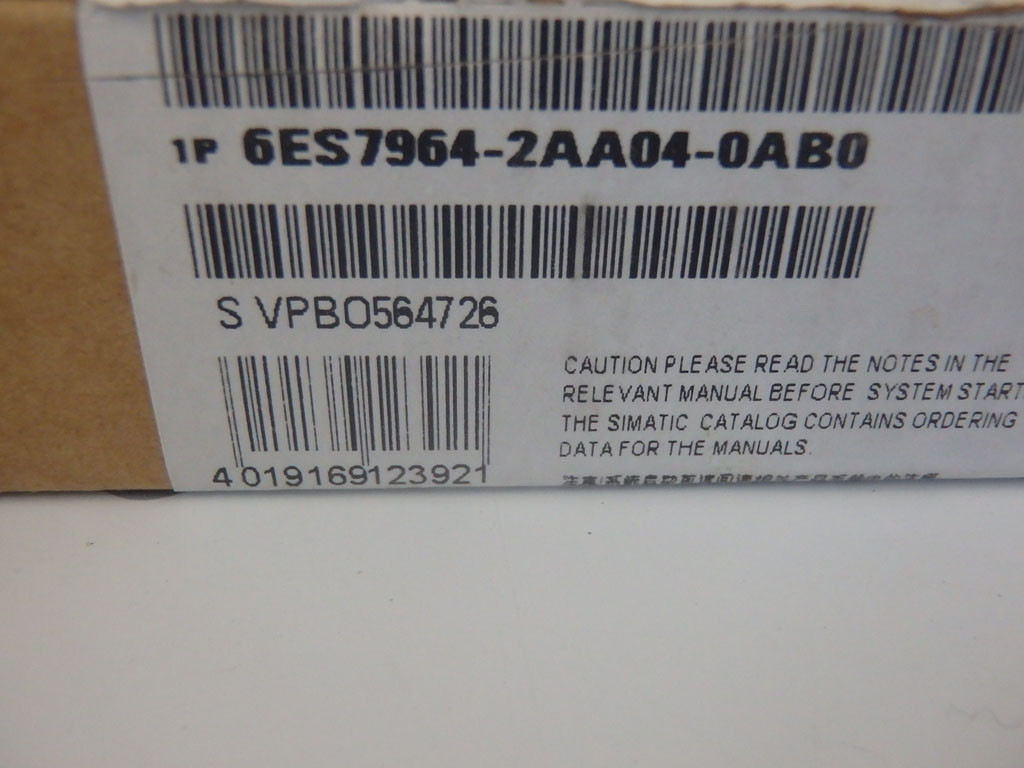 1P 6ES7964-2AA04-0AB0
S VPBO564726
4 019169 123921
CAUTION PLEASE READ THE NOTES IN THE
RELEVANT MANUAL BEFORE SYSTEM START
THE SIMATIC CATALOG CONTAINS ORDERING
DATA FOR THE MANUALS.